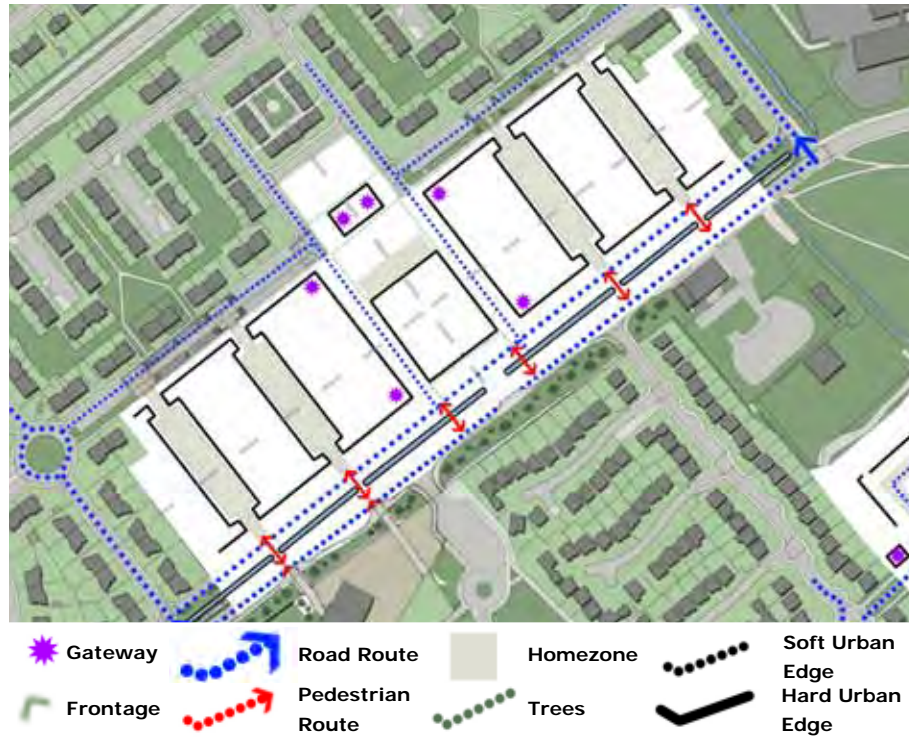 Gateway
Road Route
Homezone
Soft Urban
Edge
Frontage
Pedestrian
Route
Trees
Hard Urban
Edge